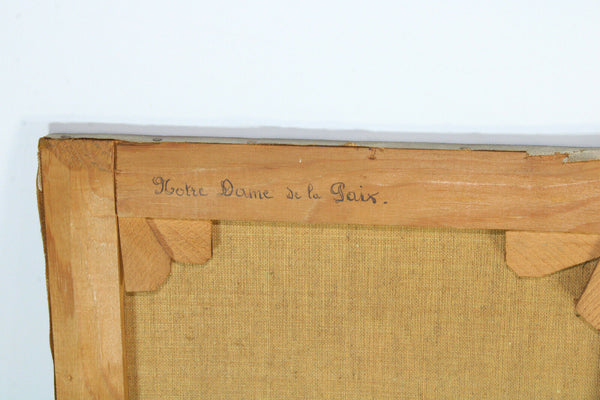 Notre Dame de la Paix.